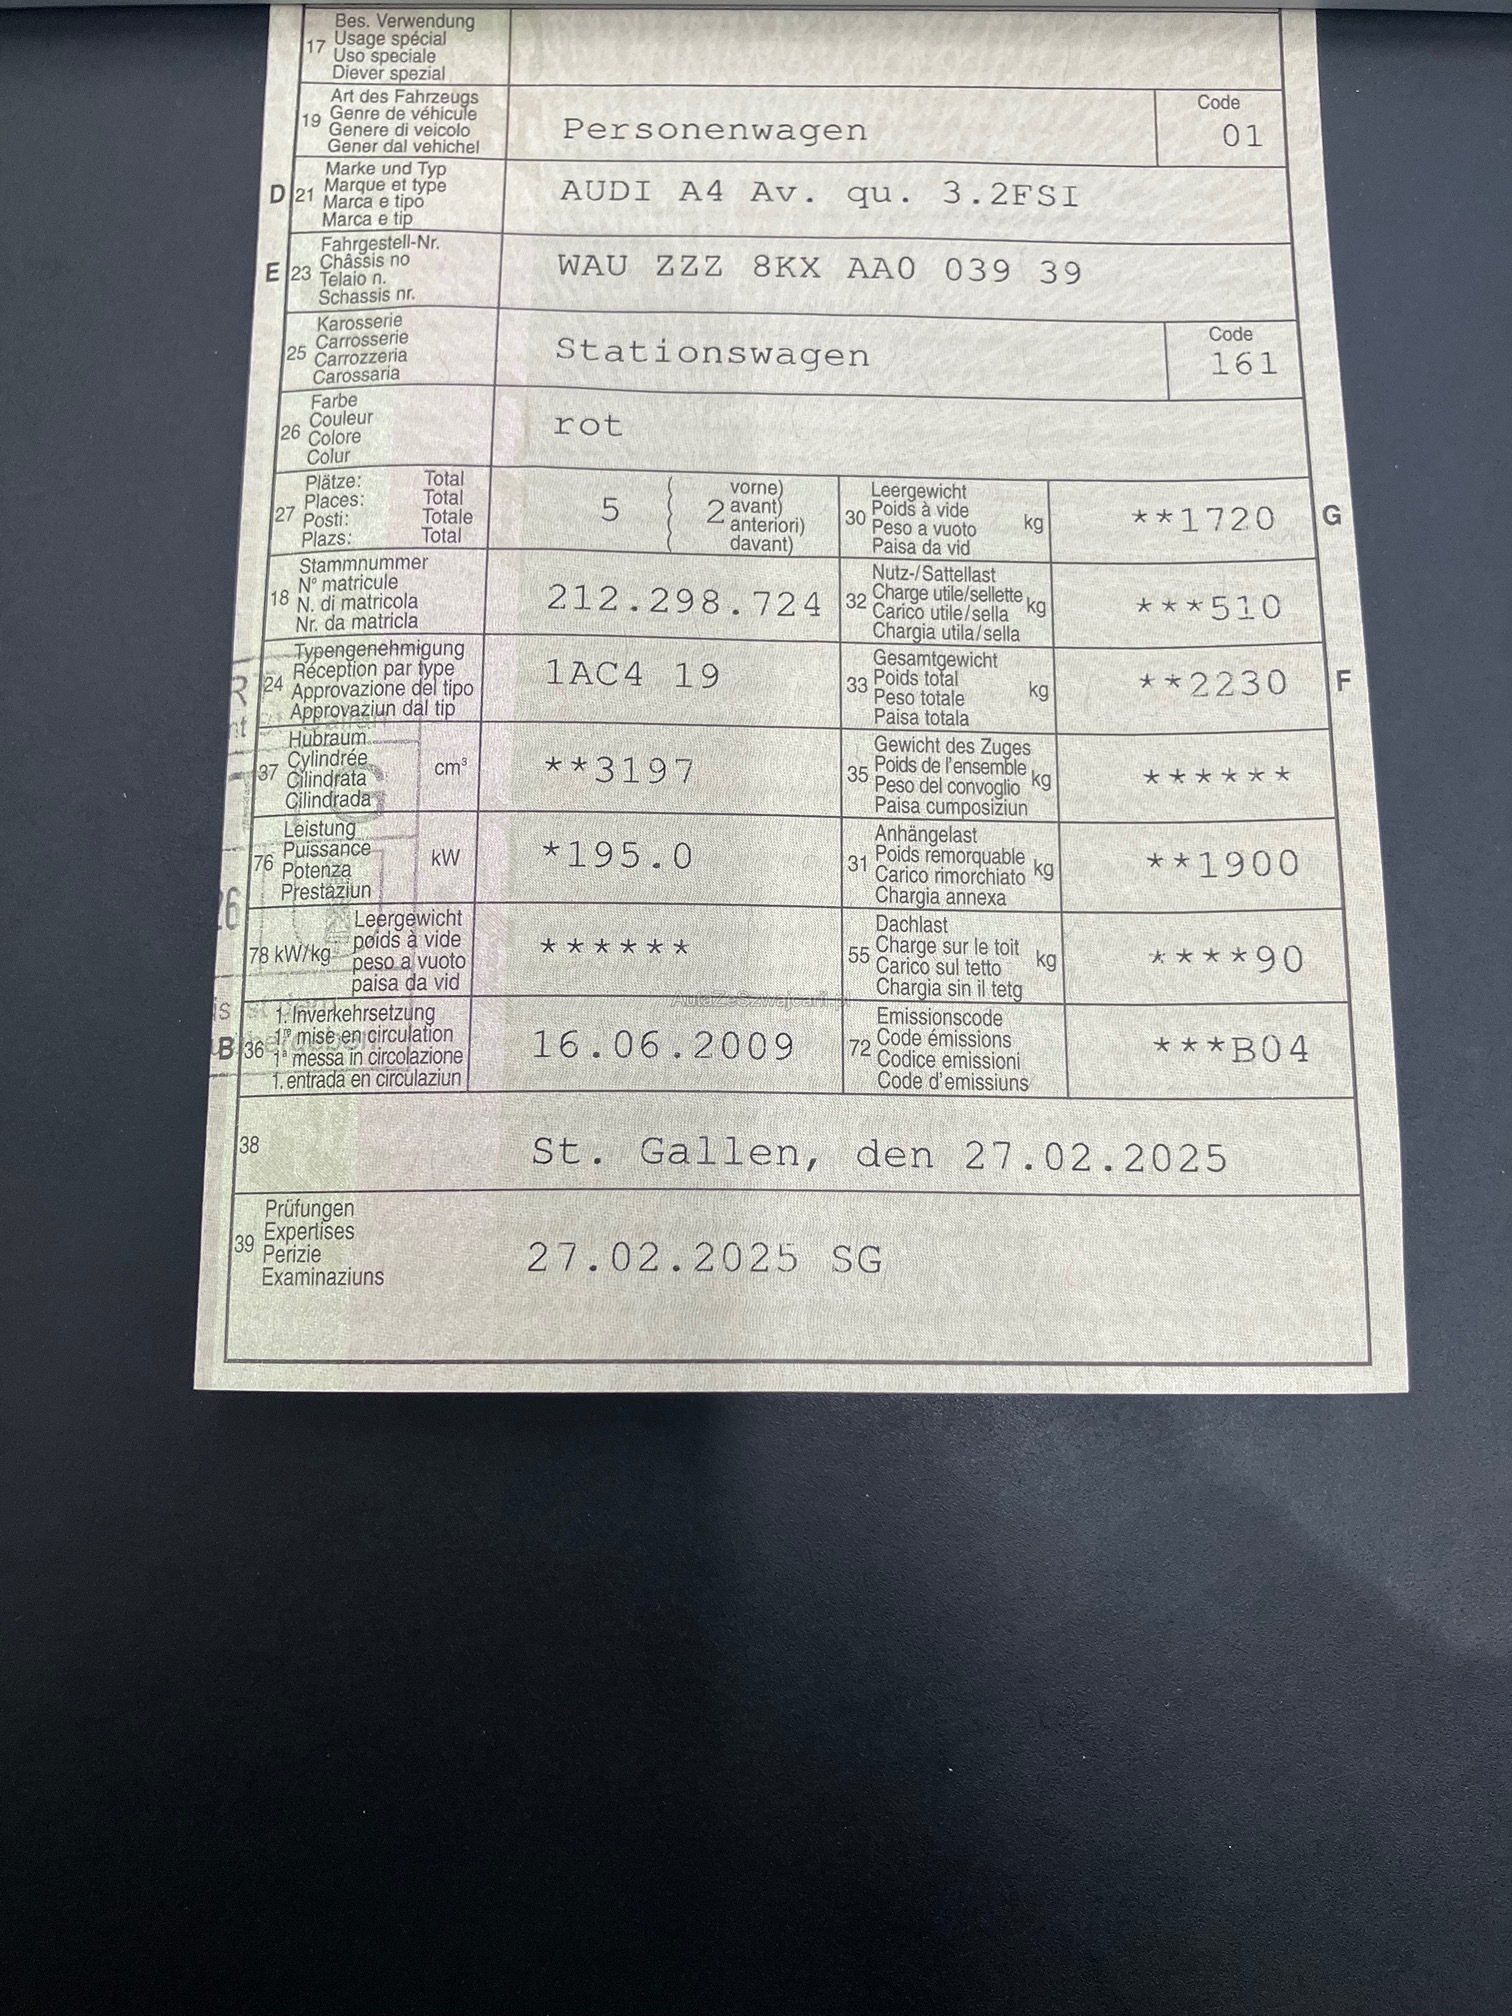 17 Bes. Verwendung
Usage spécial
Uso speciale
Diever spezial
19 Art des Fahrzeugs
Genre de véhicule
Genere di veicolo
Gener dal vehichel
Personenwagen
Code
01
D 21 Marke und Typ
Marque et type
Marca e tipo
Marca e tip
AUDI A4 Av. qu. 3.2FSI
E 23 Fahrgestell-Nr.
Châssis no
Telaio n.
Schassis nr.
WAU ZZZ 8KX AA0 039 39
25 Karosserie
Carrosserie
Carrozzeria
Carossaria
Stationswagen
Code
161
26 Farbe
Couleur
Colore
Colur
rot
27 Plätze: Total
Places: Total
Posti: Totale
Plazs: Total
5
2 vorne)
avant)
anteriori)
davant)
30 Leergewicht
Poids à vide
Peso a vuoto kg
Paisa da vid
**1720 G
18 Stammnummer
N° matricule
N. di matricola
Nr. da matricla
212.298.724
32 Nutz-/Sattellast
Charge utile/sellette
Carico utile/sella kg
Chargia utila/sella
***510
24 Typengenehmigung
Réception par type
Approvazione del tipo
Approvaziun dal tip
1AC4 19
33 Gesamtgewicht
Poids total
Peso totale kg
Paisa totala
**2230 F
37 Hubraum
Cylindrée
Cilindrata
Cilindrada
cm³
**3197
35 Gewicht des Zuges
Poids de l'ensemble
Peso del convoglio kg
Paisa cumposiziun
******
76 Leistung
Puissance
Potenza
Prestaziun
kW
*195.0
31 Anhängelast
Poids remorquable
Carico rimorchiato kg
Chargia annexa
**1900
78 kW/kg Leergewicht
poids à vide
peso a vuoto
paisa da vid
******
55 Dachlast
Charge sur le toit
Carico sul tetto kg
Chargia sin il tetg
****90
AutaZeSzwajcarii.pl
B 36 1. Inverkehrsetzung
1re mise en circulation
1a messa in circolazione
1. entrada en circulaziun
16.06.2009
72 Emissionscode
Code émissions
Codice emissioni
Code d'emissiuns
***B04
38
St. Gallen, den 27.02.2025
39 Prüfungen
Expertises
Perizie
Examinaziuns
27.02.2025 SG